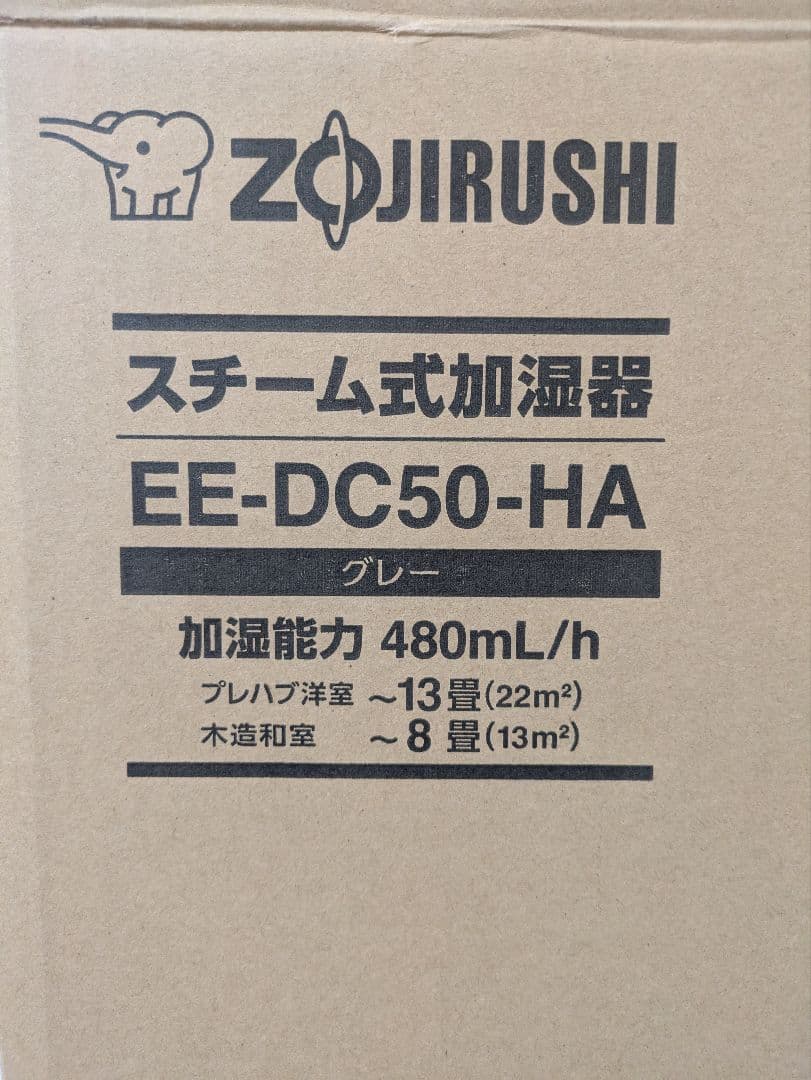 ZOJIRUSHI
スチーム式加湿器
EE-DC50-HA
グレー
加湿能力 480mL/h
プレハブ洋室 ～13畳(22m²)
木造和室 ～8畳(13m²)